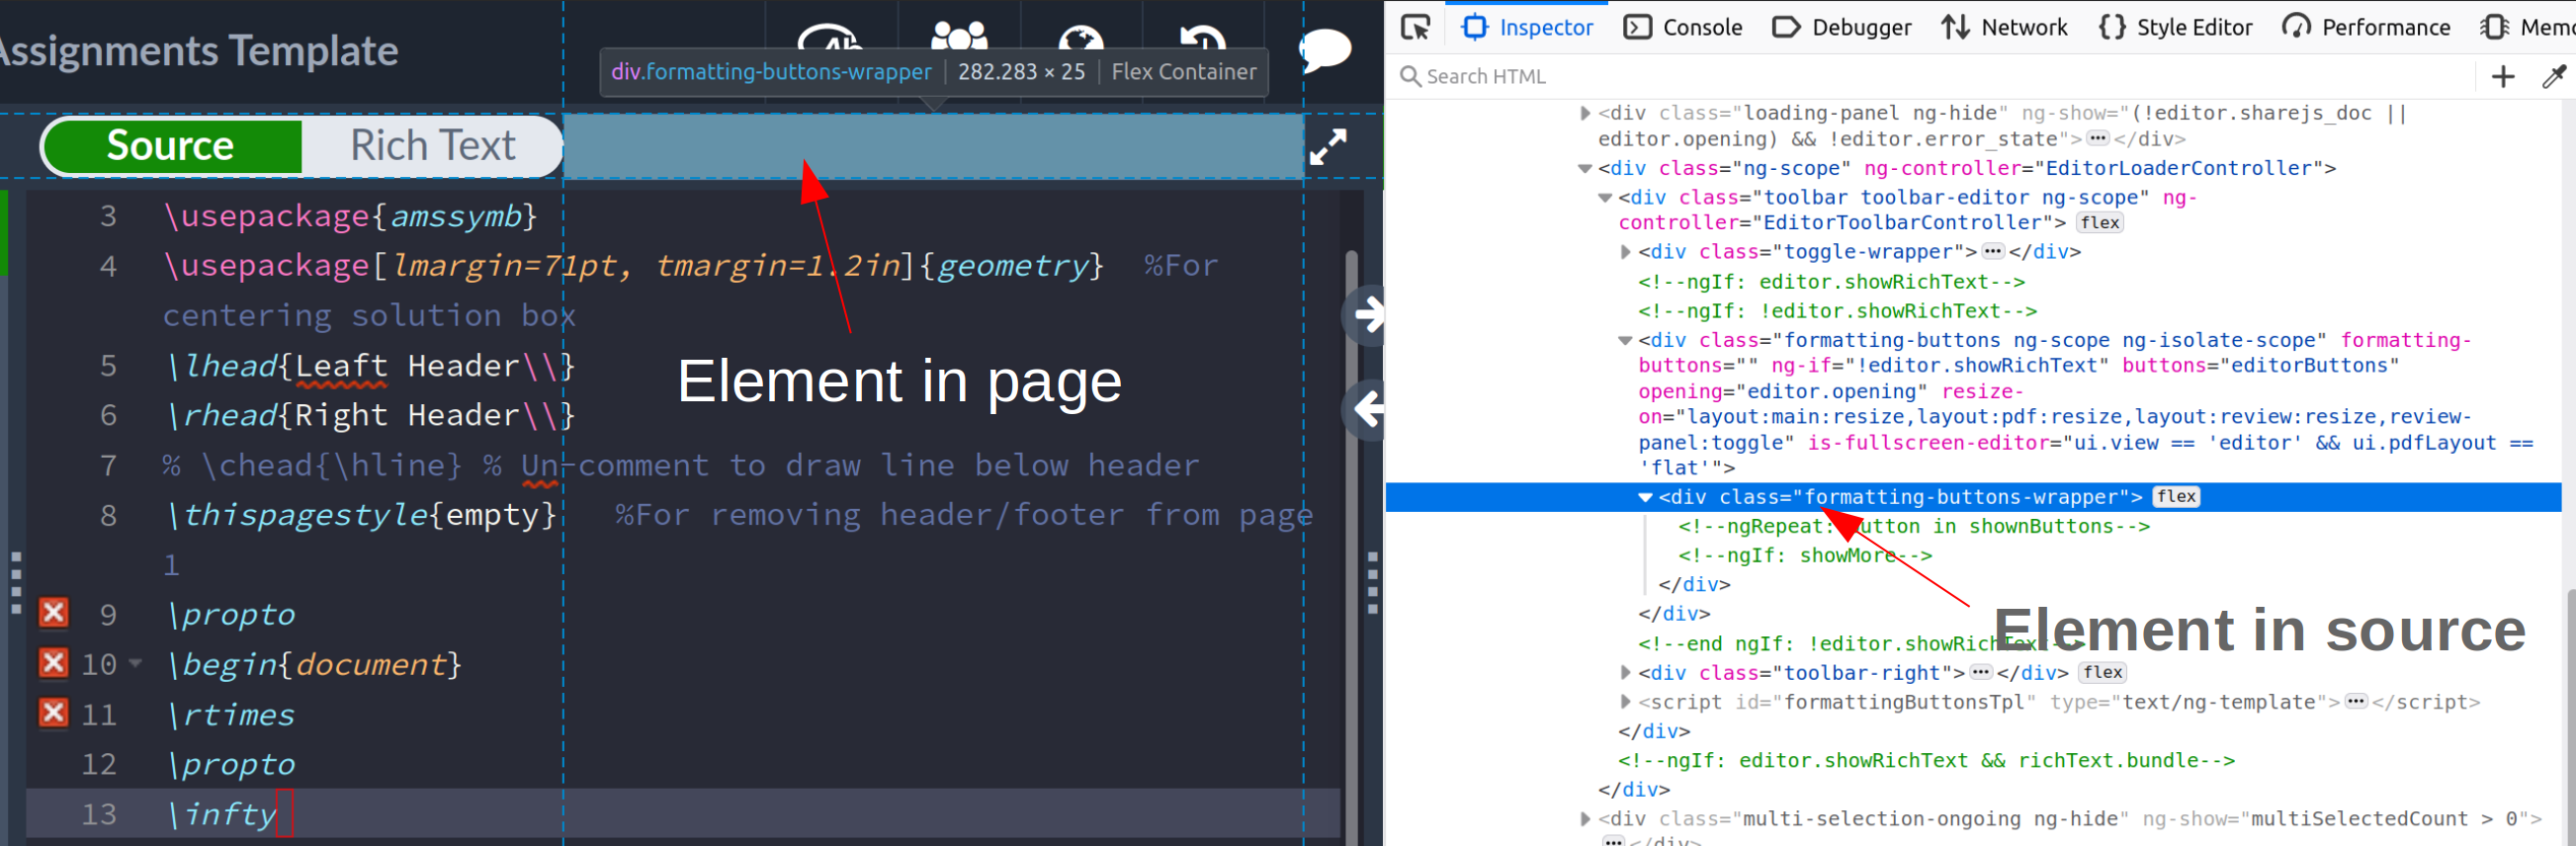 Assignments Template
div.formatting-buttons-wrapper | 282.283 × 25 | Flex Container
Source Rich Text
3 \usepackage{amssymb}
4 \usepackage[lmargin=71pt, tmargin=1.2in]{geometry} %For
centering solution box
5 \lhead{Leaft Header\\}
6 \rhead{Right Header\\}
7 % \chead{\hline} % Un-comment to draw line below header
8 \thispagestyle{empty} %For removing header/footer from page
1
9 \propto
10 \begin{document}
11 \rtimes
12 \propto
13 \infty
Element in page
Inspector Console Debugger Network Style Editor Performance Memo
Search HTML
<div class="loading-panel ng-hide" ng-show="(!editor.sharejs_doc ||
editor.opening) && !editor.error_state">…</div>
<div class="ng-scope" ng-controller="EditorLoaderController">
<div class="toolbar toolbar-editor ng-scope" ng-
controller="EditorToolbarController"> flex
<div class="toggle-wrapper">…</div>
<!--ngIf: editor.showRichText-->
<!--ngIf: !editor.showRichText-->
<div class="formatting-buttons ng-scope ng-isolate-scope" formatting-
buttons="" ng-if="!editor.showRichText" buttons="editorButtons"
opening="editor.opening" resize-
on="layout:main:resize,layout:pdf:resize,layout:review:resize,review-
panel:toggle" is-fullscreen-editor="ui.view == 'editor' && ui.pdfLayout ==
'flat'">
<div class="formatting-buttons-wrapper"> flex
<!--ngRepeat: button in shownButtons-->
<!--ngIf: showMore-->
</div>
</div>
<!--end ngIf: !editor.showRichText-->
Element in source
<div class="toolbar-right">…</div> flex
<script id="formattingButtonsTpl" type="text/ng-template">…</script>
</div>
<!--ngIf: editor.showRichText && richText.bundle-->
</div>
<div class="multi-selection-ongoing ng-hide" ng-show="multiSelectedCount > 0">
…</div>